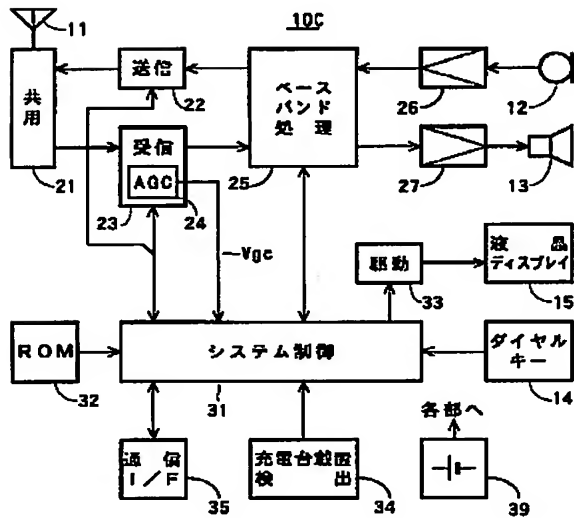 11
10C
共用
送信
22
ベース
バンド
処理
26
12
受信
AGC
21
23
24
25
27
13
Vgc
駆動
33
液晶
ディスプレイ
15
ROM
32
システム制御
31
ダイヤル
キー
14
各部へ
通信
I/F
35
充電台載置
検出
34
39